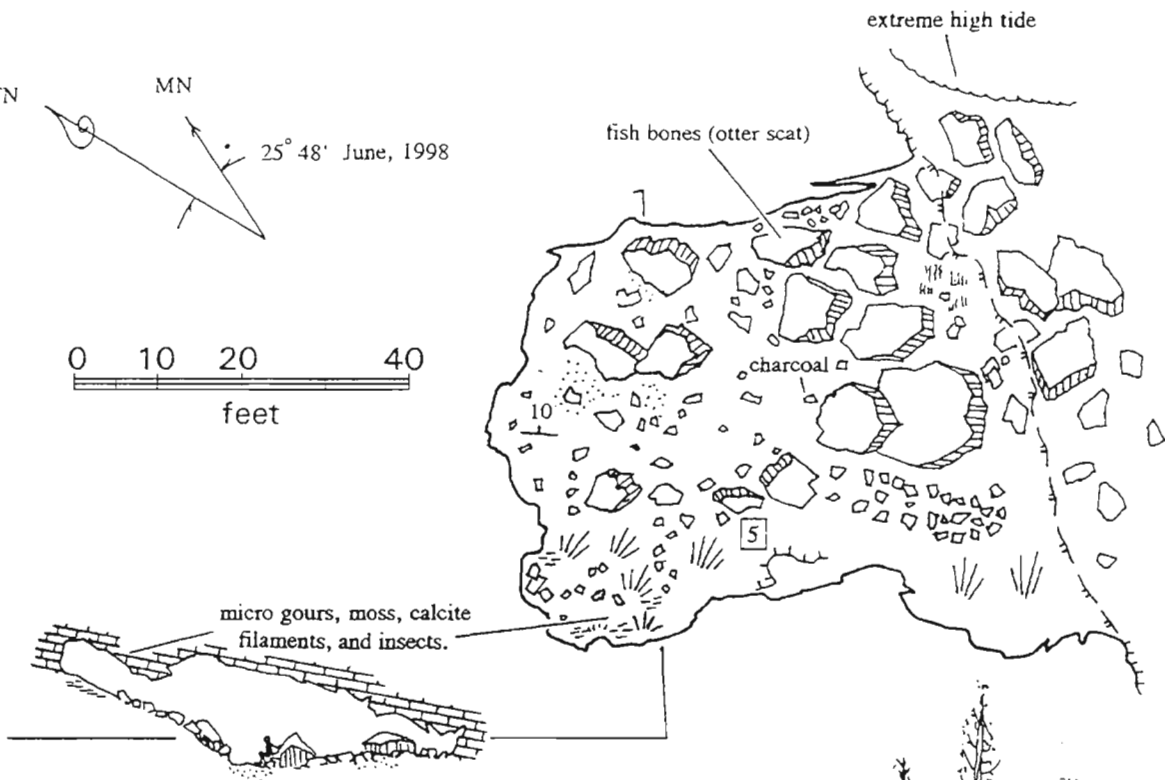 extreme high tide
N
MN
25° 48' June, 1998
fish bones (otter scat)
0 10 20 40
feet
charcoal
10
5
micro gours, moss, calcite
filaments, and insects.